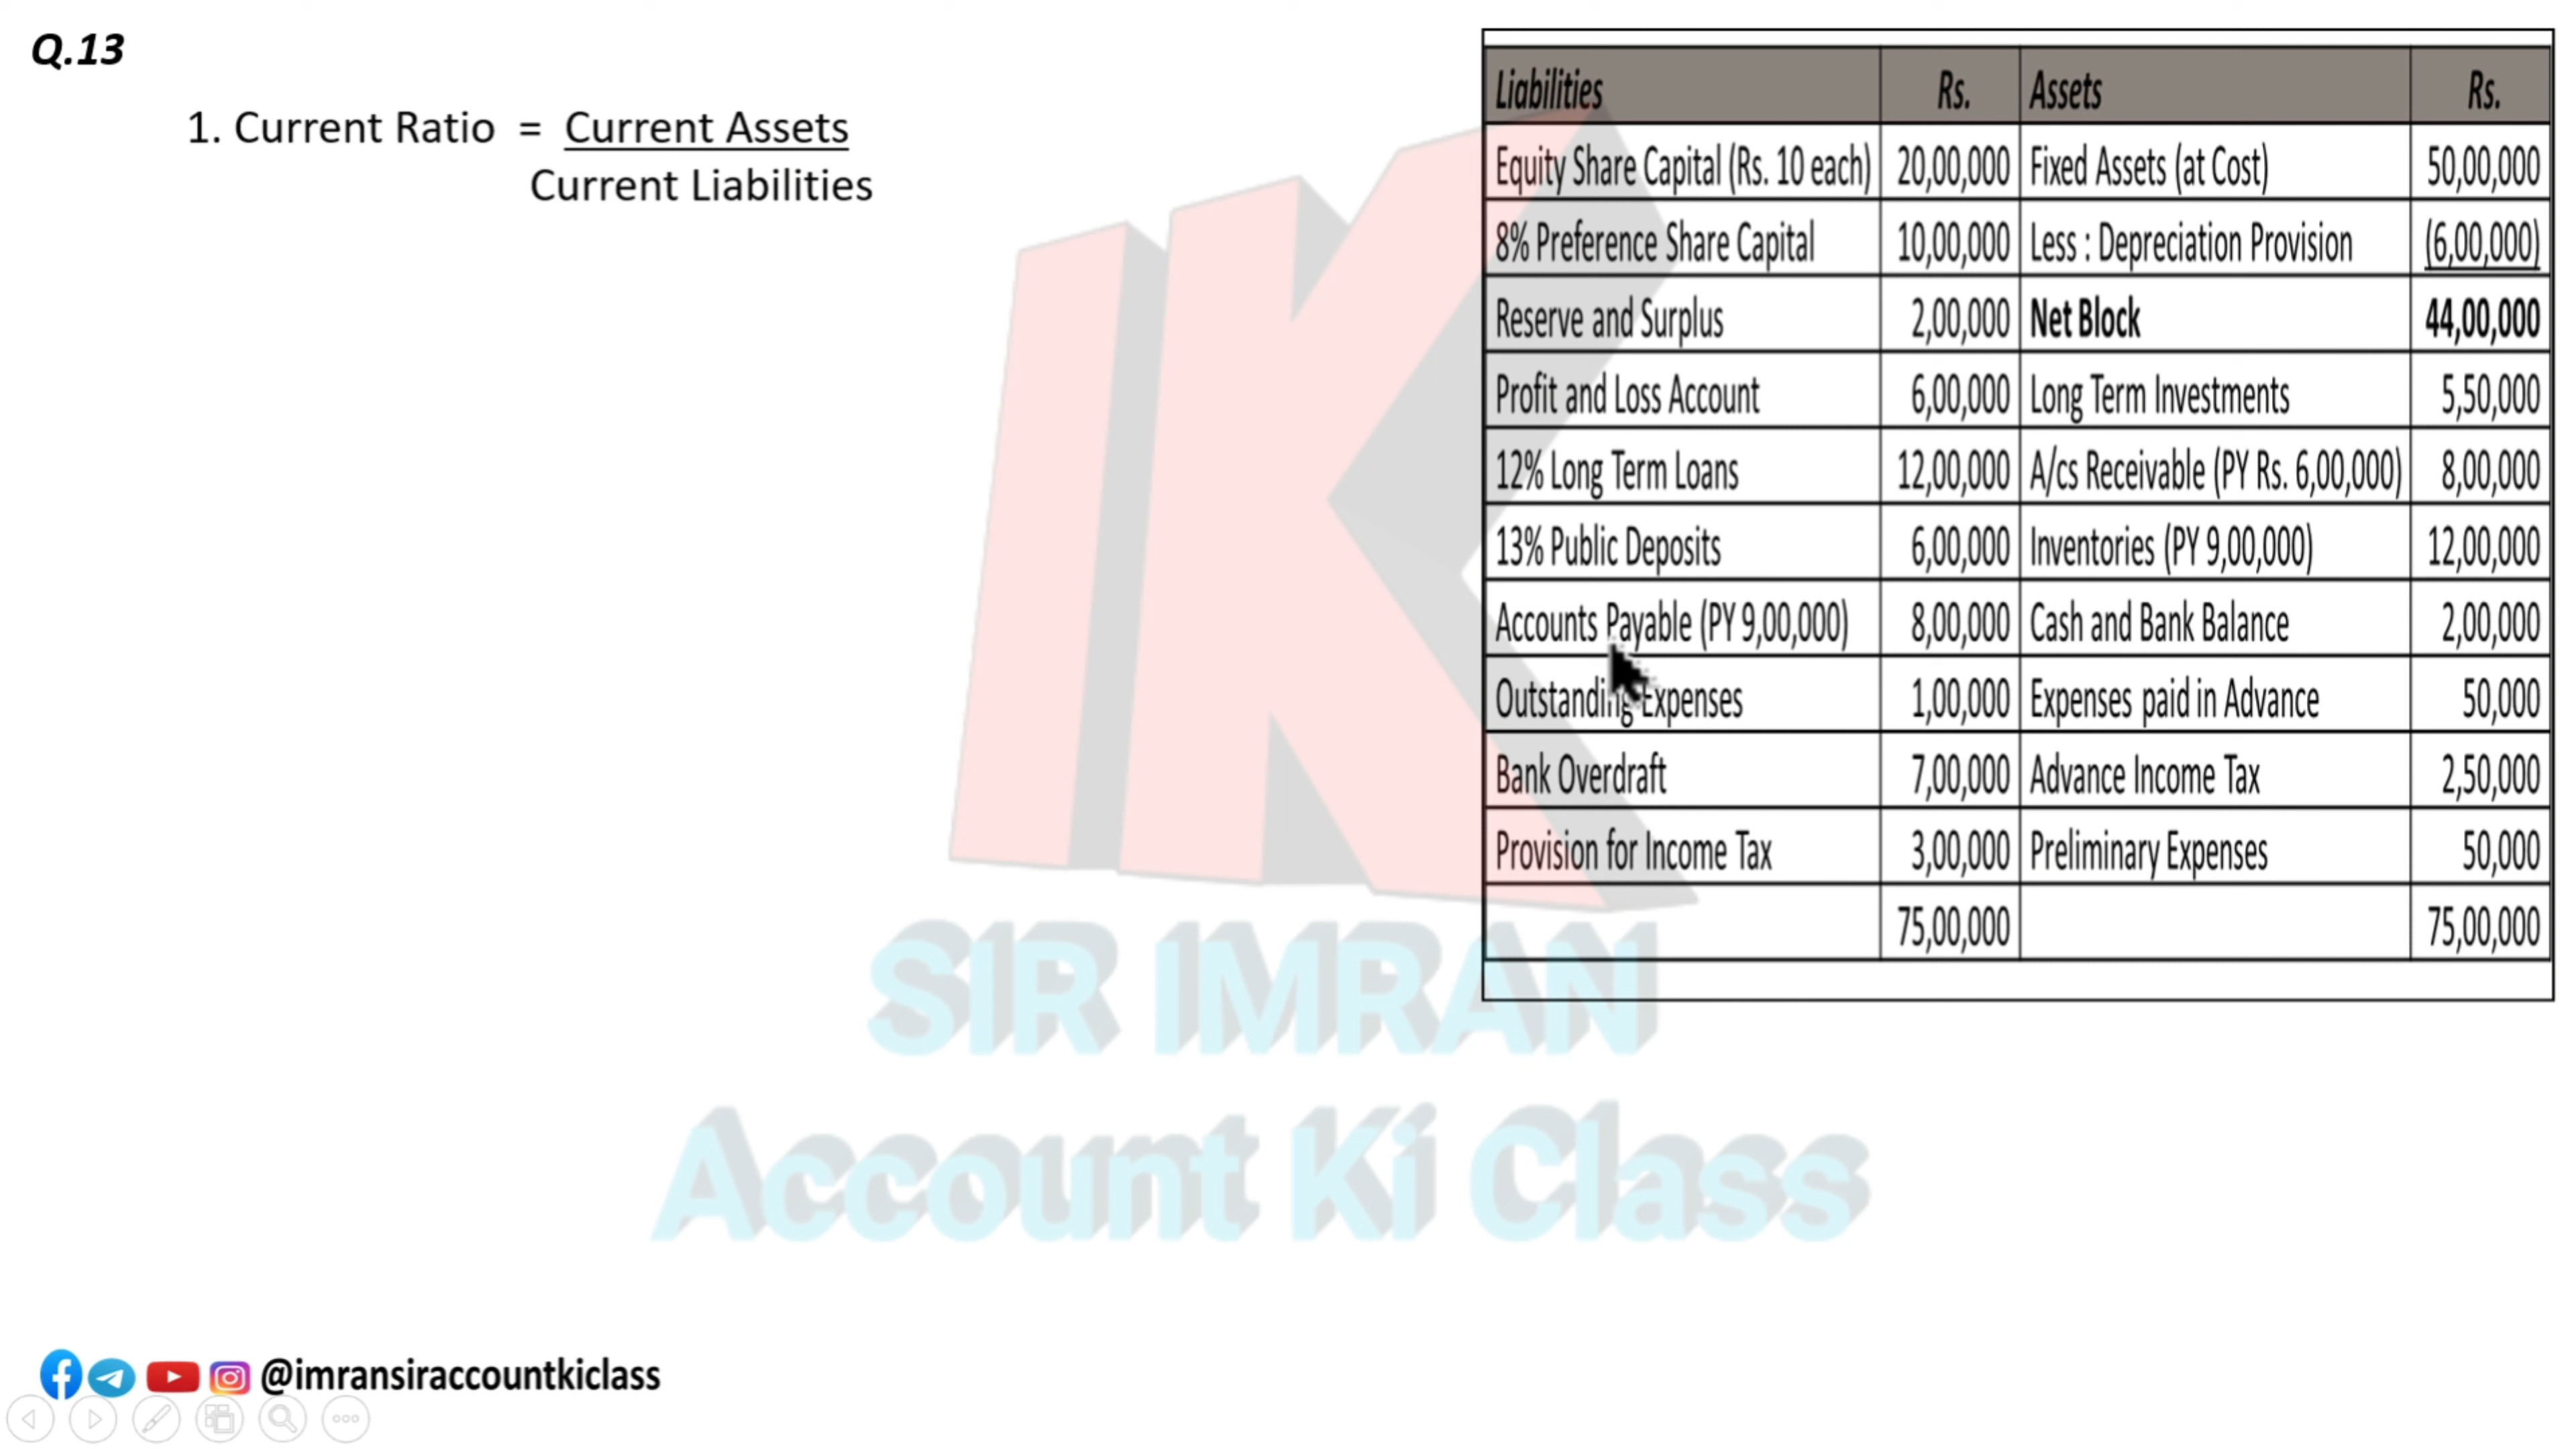 Q.13
1. Current Ratio = Current Assets
Current Liabilities
Liabilities Rs. Assets Rs.
Equity Share Capital (Rs. 10 each) 20,00,000 Fixed Assets (at Cost) 50,00,000
8% Preference Share Capital 10,00,000 Less : Depreciation Provision (6,00,000)
Reserve and Surplus 2,00,000 Net Block 44,00,000
Profit and Loss Account 6,00,000 Long Term Investments 5,50,000
12% Long Term Loans 12,00,000 A/cs Receivable (PY Rs. 6,00,000) 8,00,000
13% Public Deposits 6,00,000 Inventories (PY 9,00,000) 12,00,000
Accounts Payable (PY 9,00,000) 8,00,000 Cash and Bank Balance 2,00,000
Outstanding Expenses 1,00,000 Expenses paid in Advance 50,000
Bank Overdraft 7,00,000 Advance Income Tax 2,50,000
Provision for Income Tax 3,00,000 Preliminary Expenses 50,000
75,00,000 75,00,000
IK
SIR IMRAN
Account Ki Class
@imransiraccountkiclass